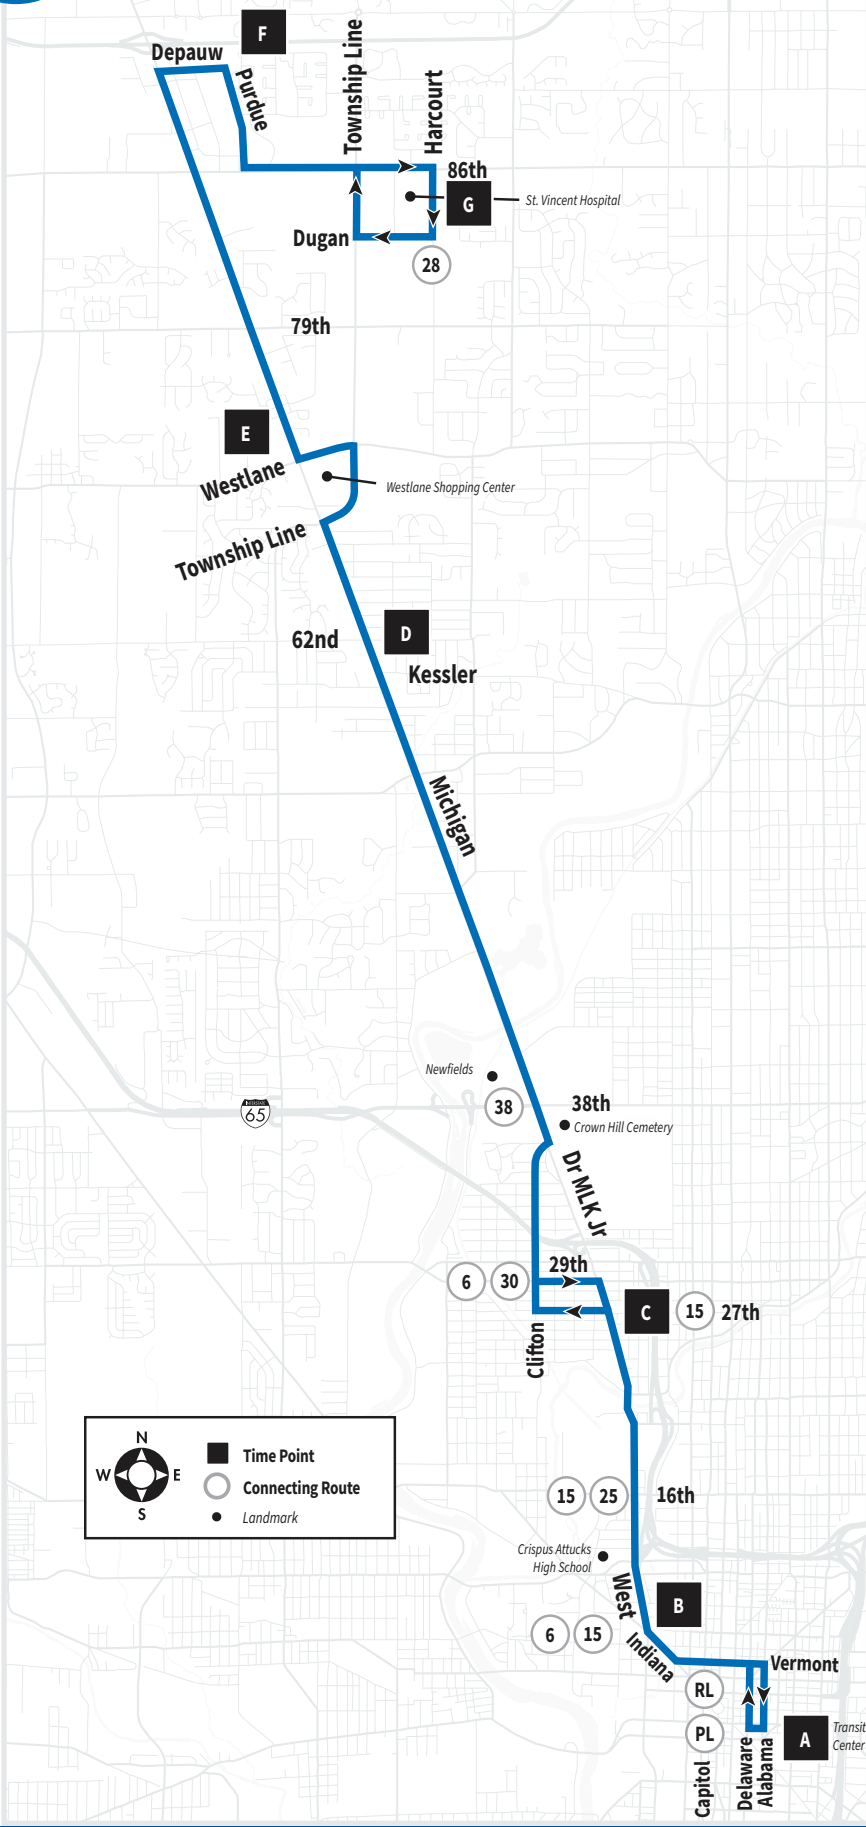 F
Depauw
Purdue
Township Line
Harcourt
86th
G
St. Vincent Hospital
Dugan
28
79th
E
Westlane
Westlane Shopping Center
Township Line
D
62nd
Kessler
Michigan
Newfields
38
38th
Crown Hill Cemetery
INTERSTATE
65
Dr MLK Jr
29th
6
30
C
15
27th
Clifton
N
W
E
S
Time Point
Connecting Route
Landmark
15
25
16th
Crispus Attucks
High School
West
B
6
15
Indiana
Vermont
RL
PL
Capitol
Delaware
Alabama
A
Transit
Center